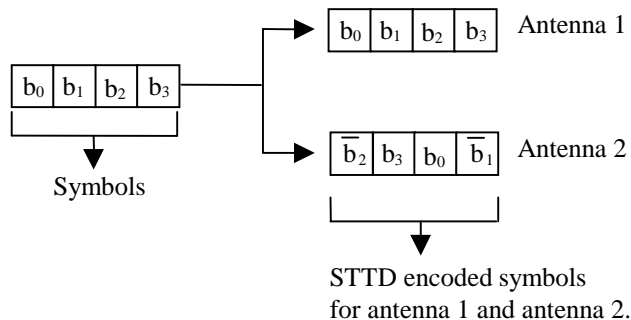 b₀ b₁ b₂ b₃ Antenna 1
b₀ b₁ b₂ b₃
b̅₂ b₃ b₀ b̅₁ Antenna 2
Symbols
STTD encoded symbols
for antenna 1 and antenna 2.